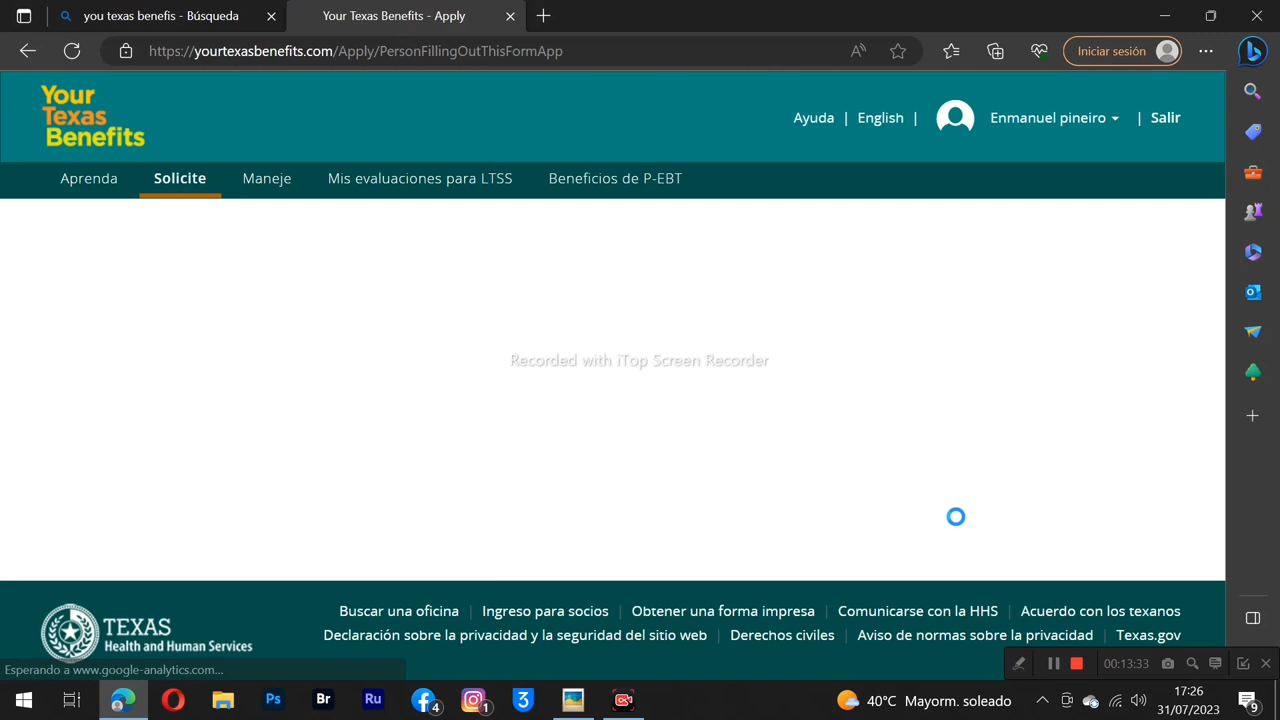 you texas benefis - Búsqueda
Your Texas Benefits - Apply
https://yourtexasbenefits.com/Apply/PersonFillingOutThisFormApp
Iniciar sesión
Your
Texas
Benefits
Ayuda | English | Enmanuel pineiro | Salir
Aprenda Solicite Maneje Mis evaluaciones para LTSS Beneficios de P-EBT
Recorded with iTop Screen Recorder
Buscar una oficina | Ingreso para socios | Obtener una forma impresa | Comunicarse con la HHS | Acuerdo con los texanos
Declaración sobre la privacidad y la seguridad del sitio web | Derechos civiles | Aviso de normas sobre la privacidad | Texas.gov
TEXAS
Health and Human Services
Esperando a www.google-analytics.com...
00:13:33
Ps
Br
Ru
4
1
3
40°C Mayorm. soleado
17:26
31/07/2023
9